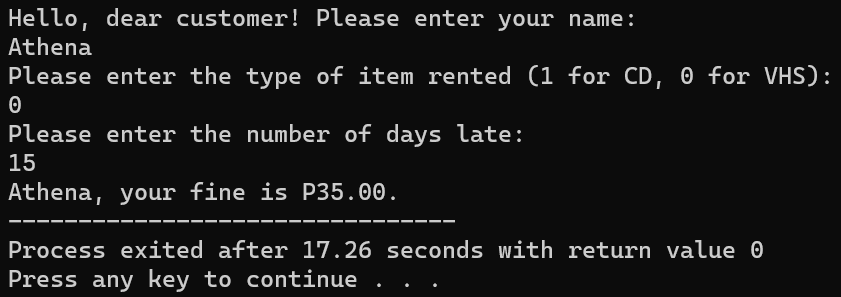 Hello, dear customer! Please enter your name:
Athena
Please enter the type of item rented (1 for CD, 0 for VHS):
0
Please enter the number of days late:
15
Athena, your fine is P35.00.
--------------------------------
Process exited after 17.26 seconds with return value 0
Press any key to continue . . .